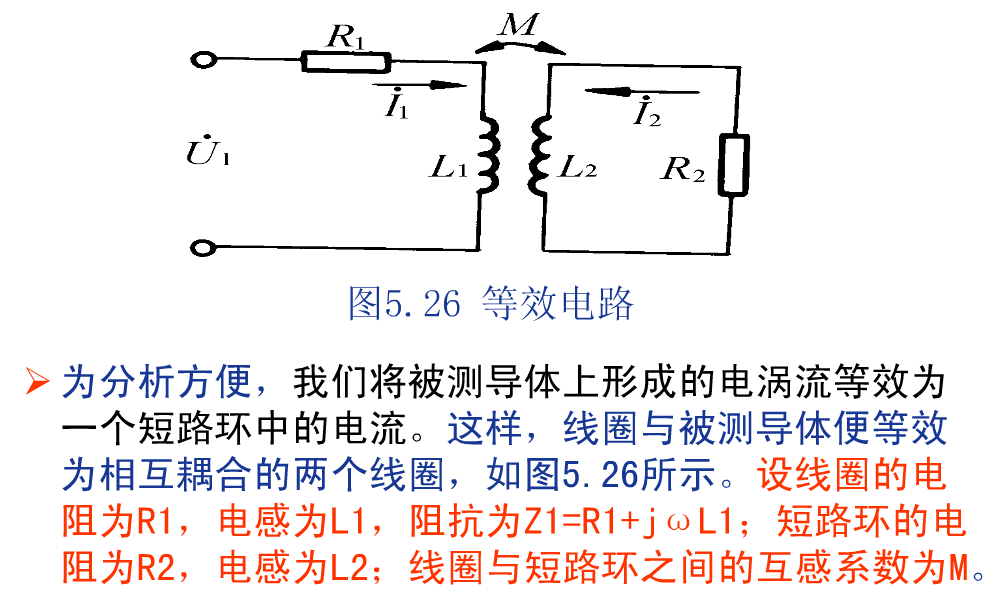 R1
M
İ1
İ2
U̇1
L1
L2
R2
图5.26 等效电路
➢ 为分析方便，我们将被测导体上形成的电涡流等效为
一个短路环中的电流。这样，线圈与被测导体便等效
为相互耦合的两个线圈，如图5.26所示。设线圈的电
阻为R1，电感为L1，阻抗为Z1=R1+jωL1；短路环的电
阻为R2，电感为L2；线圈与短路环之间的互感系数为M。